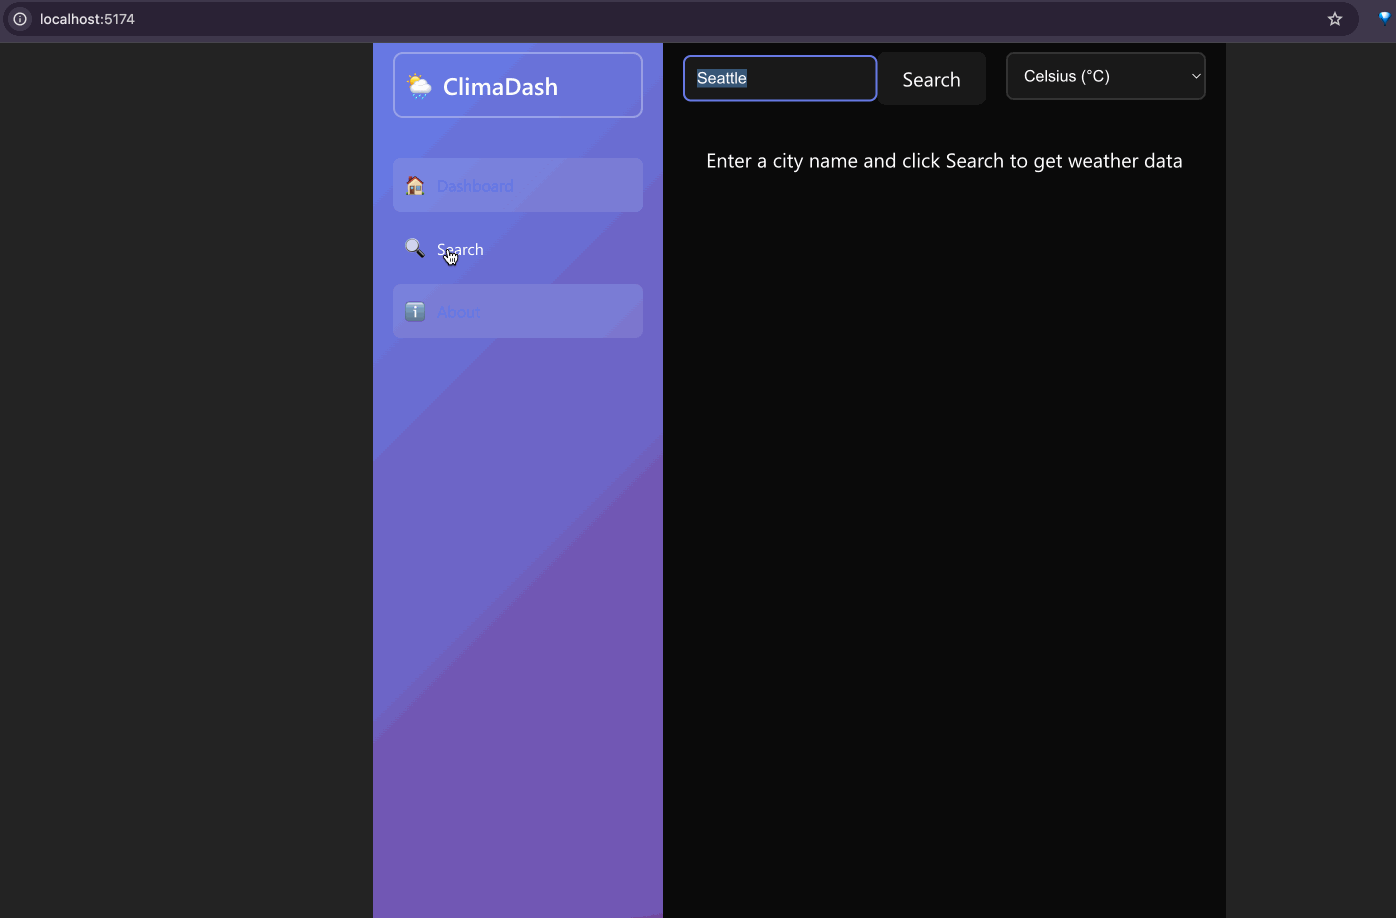 localhost:5174
ClimaDash
Dashboard
Search
About
Seattle
Search
Celsius (°C)
Enter a city name and click Search to get weather data